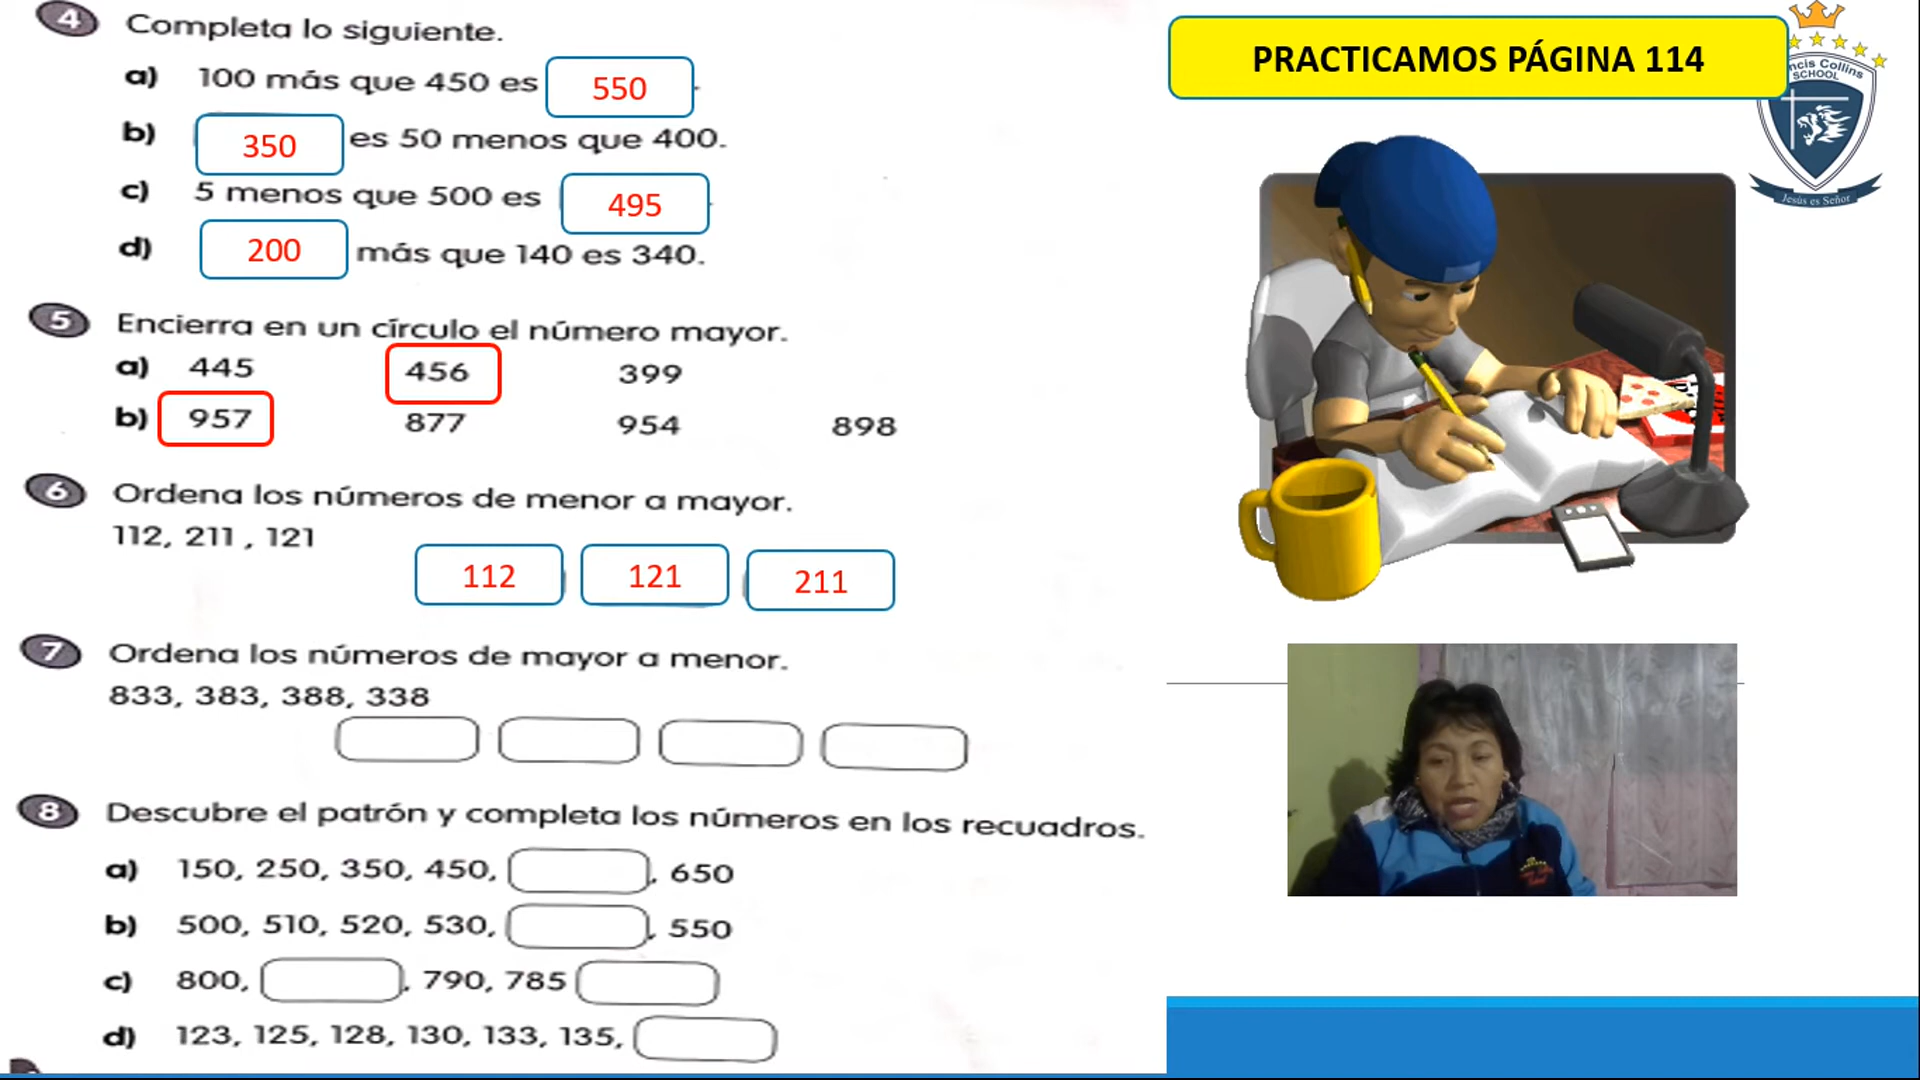 4 Completa lo siguiente.
a) 100 más que 450 es 550.
b) 350 es 50 menos que 400.
c) 5 menos que 500 es 495
d) 200 más que 140 es 340.
5 Encierra en un círculo el número mayor.
a) 445 456 399
b) 957 877 954 898
6 Ordena los números de menor a mayor.
112, 211 , 121
112 121 211
7 Ordena los números de mayor a menor.
833, 383, 388, 338
8 Descubre el patrón y completa los números en los recuadros.
a) 150, 250, 350, 450, , 650
b) 500, 510, 520, 530, , 550
c) 800, , 790, 785
d) 123, 125, 128, 130, 133, 135,
PRACTICAMOS PÁGINA 114
ncis Collins
SCHOOL
Jesús es Señor